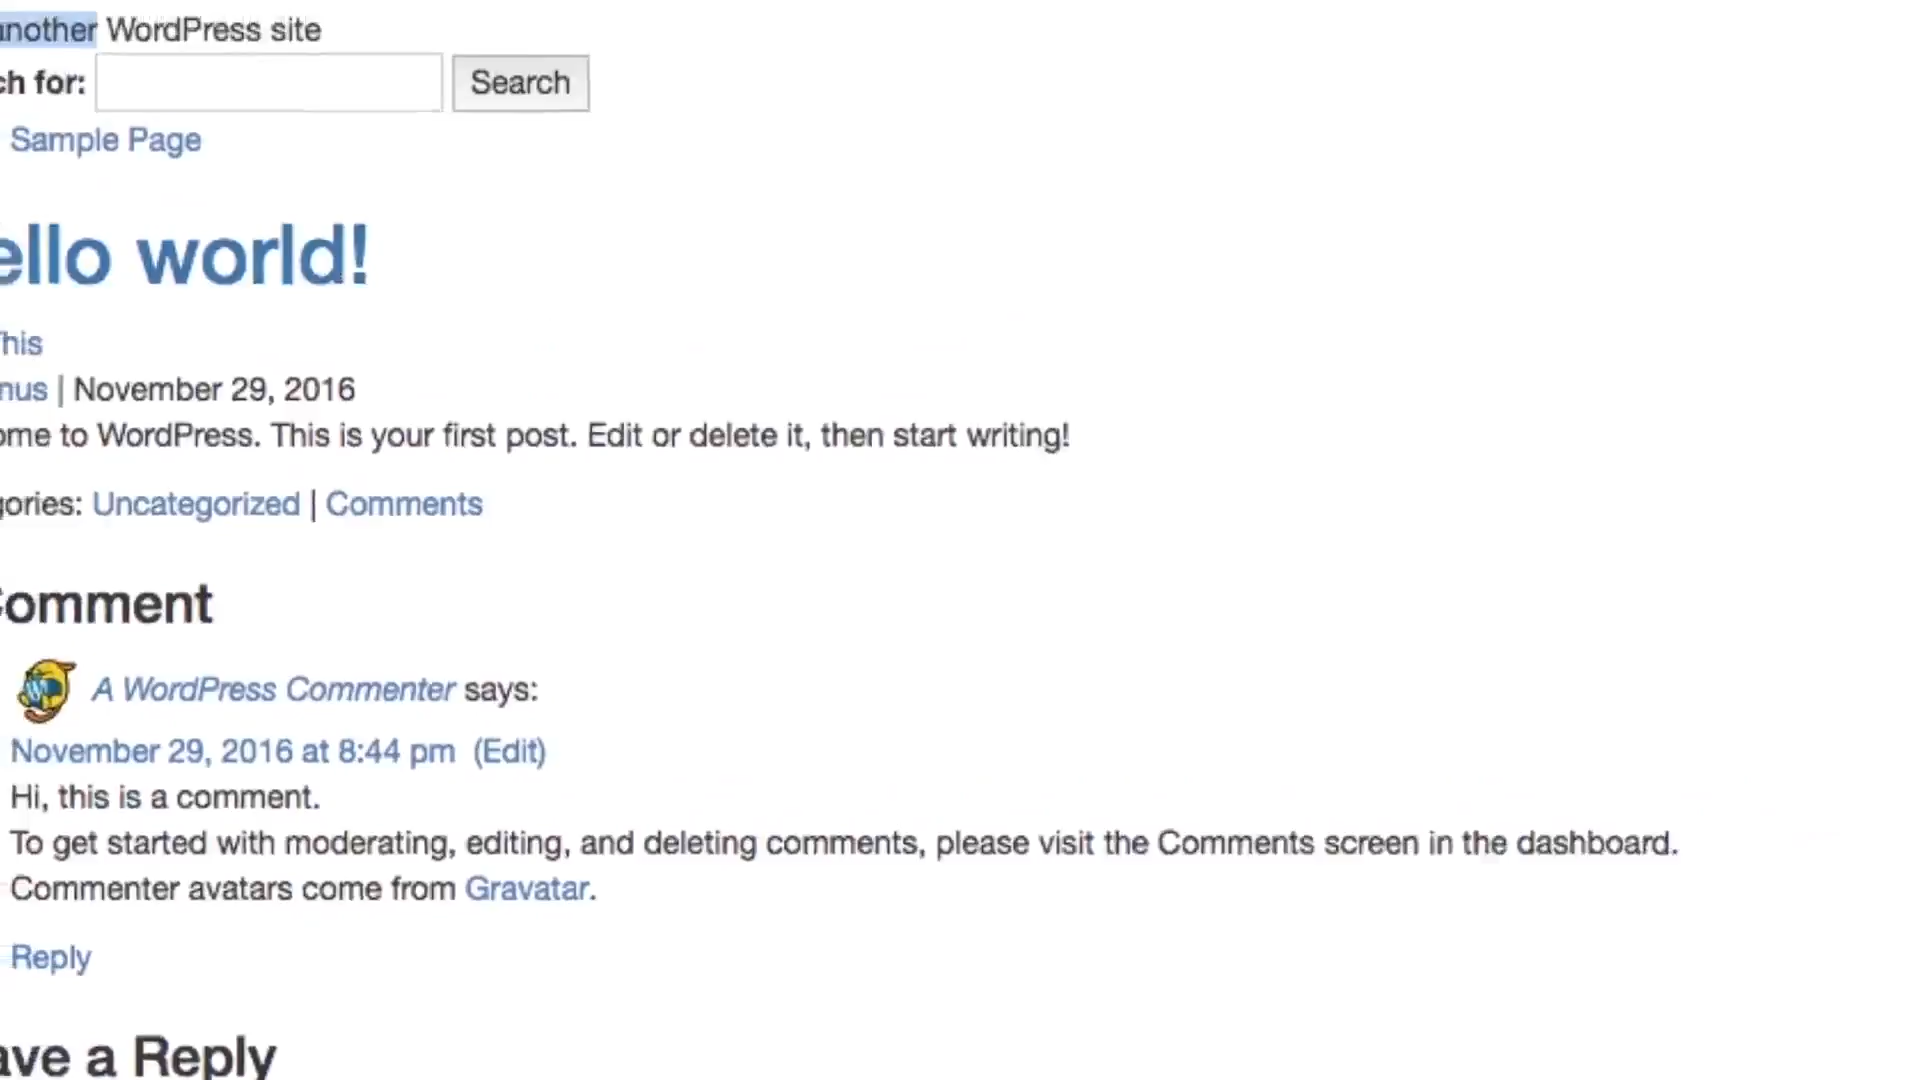 another WordPress site
ch for: Search
Sample Page
ello world!
This
nus | November 29, 2016
ome to WordPress. This is your first post. Edit or delete it, then start writing!
gories: Uncategorized | Comments
Comment
A WordPress Commenter says:
November 29, 2016 at 8:44 pm (Edit)
Hi, this is a comment.
To get started with moderating, editing, and deleting comments, please visit the Comments screen in the dashboard.
Commenter avatars come from Gravatar.
Reply
ave a Reply